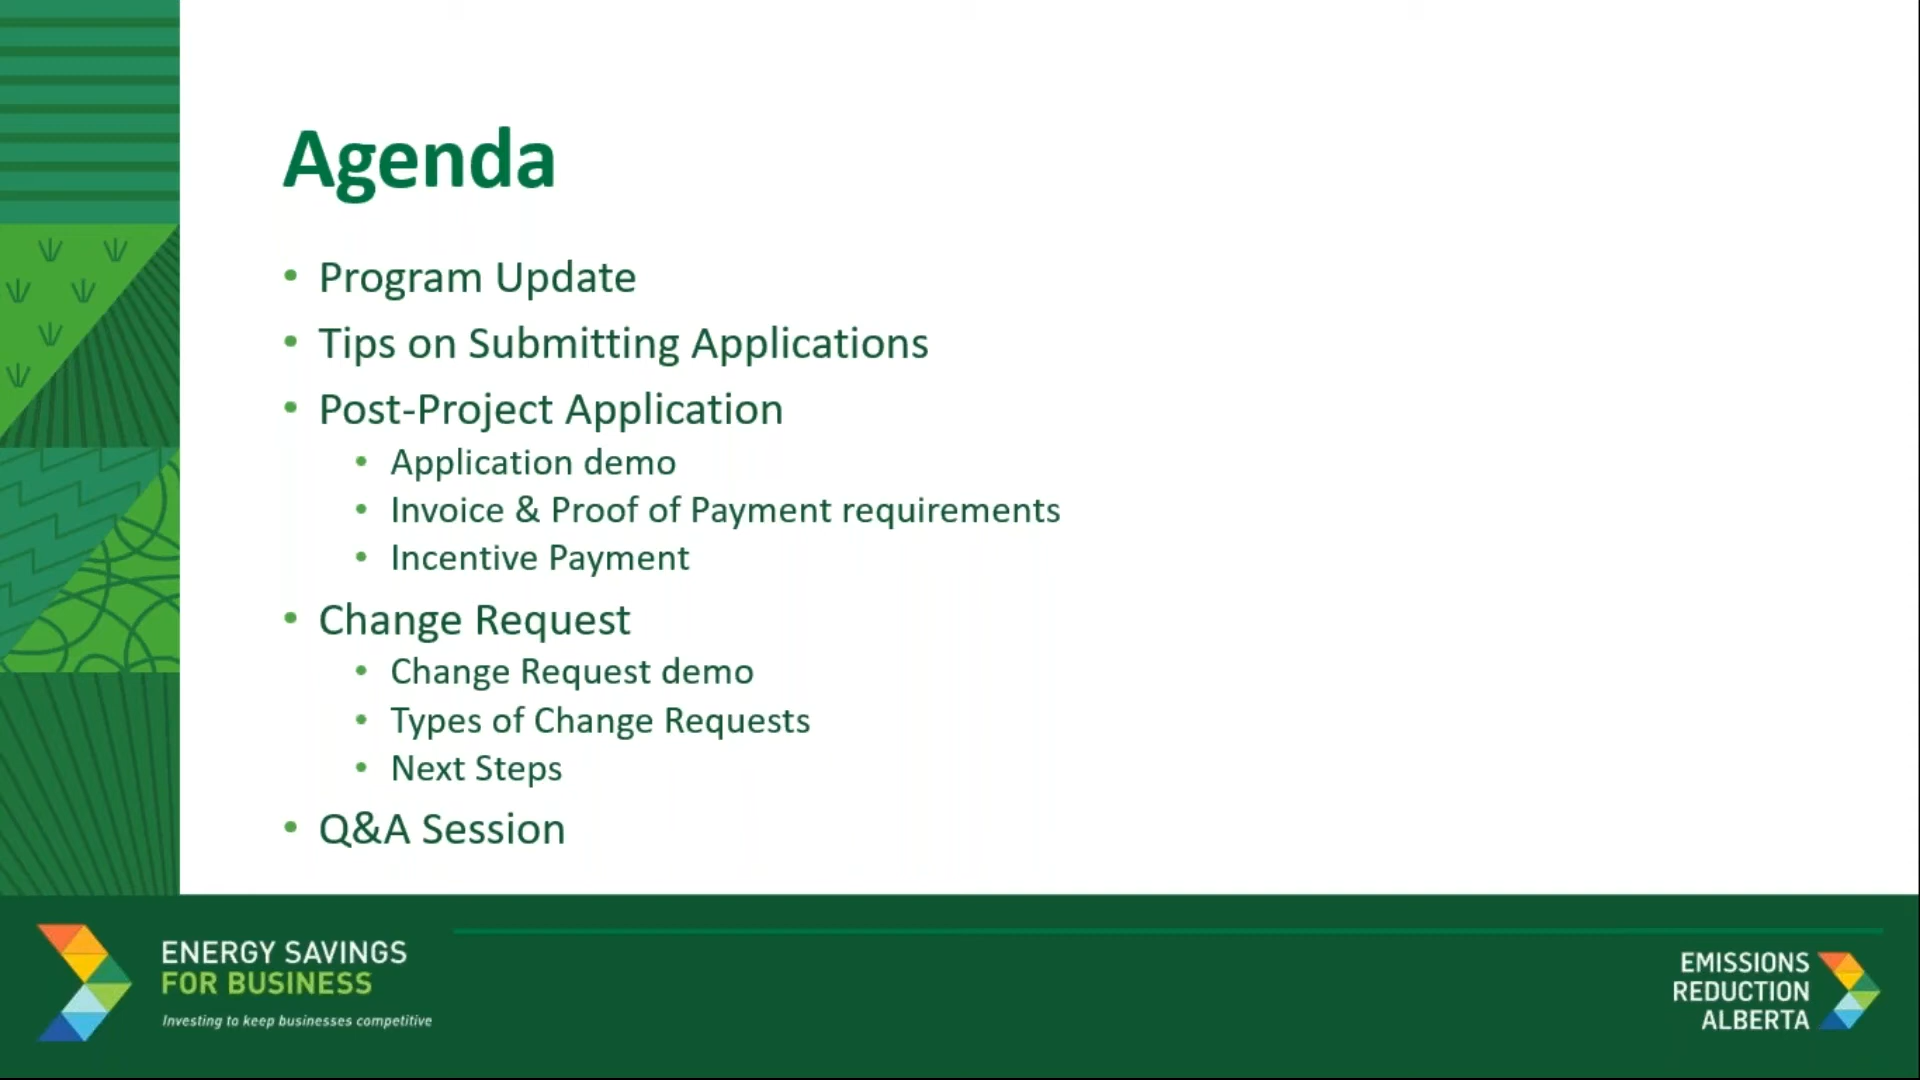 Agenda
• Program Update
• Tips on Submitting Applications
• Post-Project Application
• Application demo
• Invoice & Proof of Payment requirements
• Incentive Payment
• Change Request
• Change Request demo
• Types of Change Requests
• Next Steps
• Q&A Session
ENERGY SAVINGS
FOR BUSINESS
Investing to keep businesses competitive
EMISSIONS
REDUCTION
ALBERTA